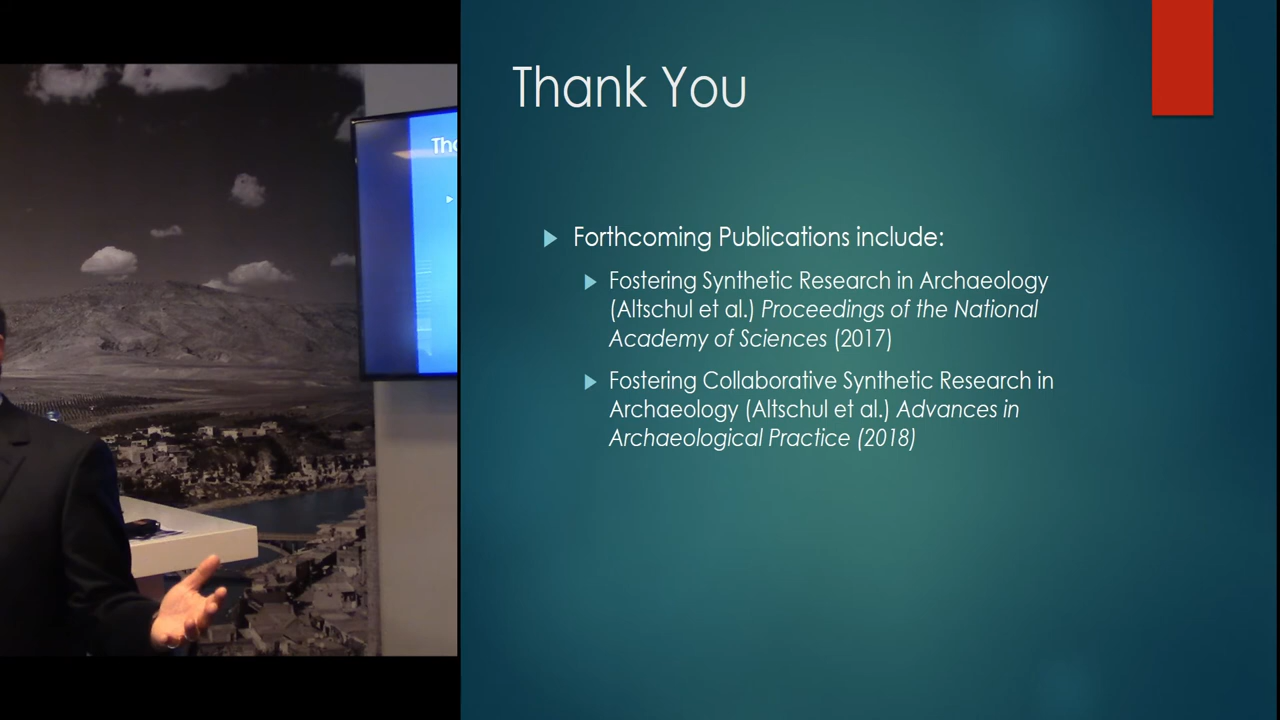 Thank You
Forthcoming Publications include:
Fostering Synthetic Research in Archaeology
(Altschul et al.) Proceedings of the National
Academy of Sciences (2017)
Fostering Collaborative Synthetic Research in
Archaeology (Altschul et al.) Advances in
Archaeological Practice (2018)